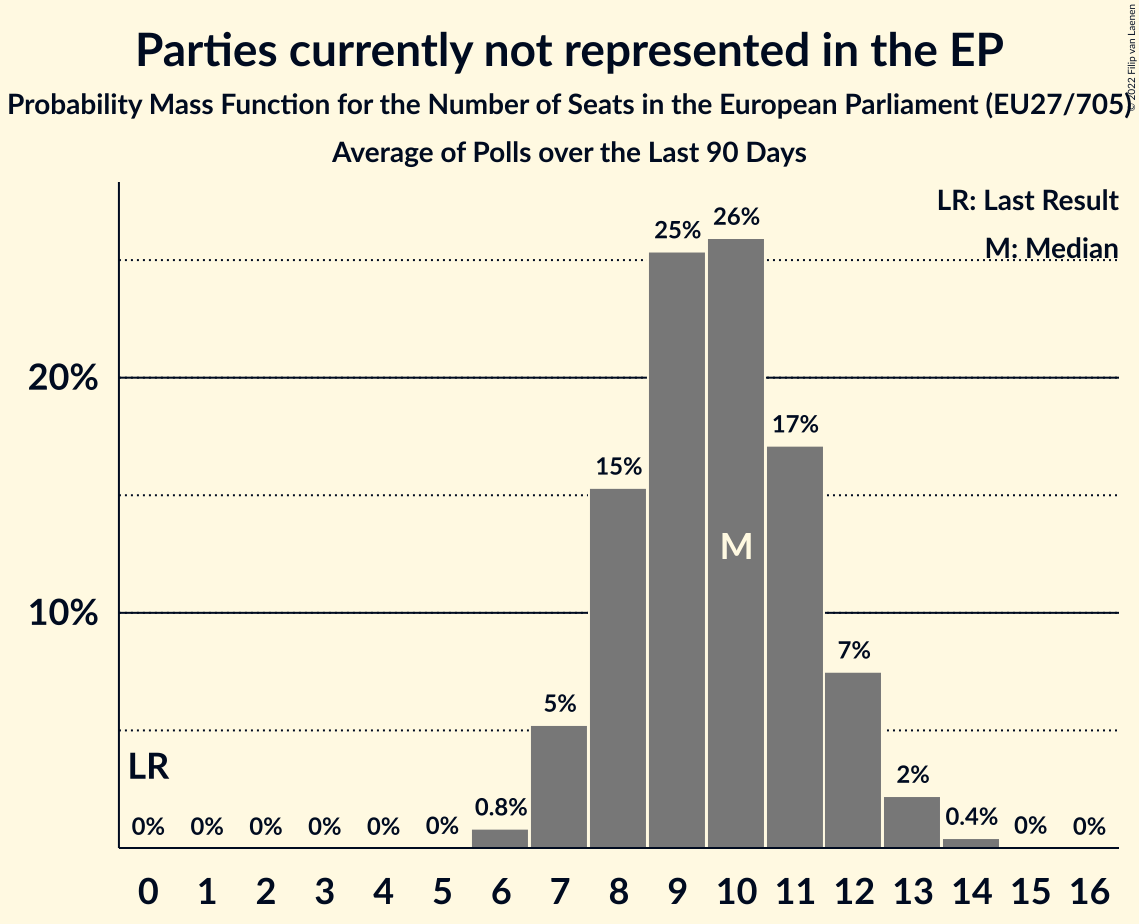 Parties currently not represented in the EP
Probability Mass Function for the Number of Seats in the European Parliament (EU27/705)
Average of Polls over the Last 90 Days
© 2022 Filip van Laenen
LR: Last Result
M: Median
26%
25%
20%
17%
15%
M
10%
7%
5%
LR
2%
0.8%
0.4%
0% 0% 0% 0% 0% 0% 0% 0%
0 1 2 3 4 5 6 7 8 9 10 11 12 13 14 15 16